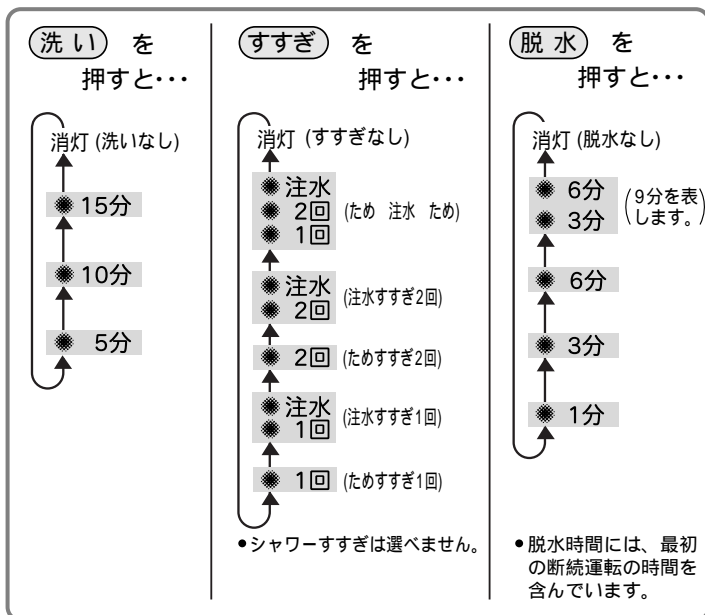 洗い を
押すと・・・
消灯 (洗いなし)
15分
10分
5分
すすぎ を
押すと・・・
消灯 (すすぎなし)
注水
2回 (ため 注水 ため)
1回
注水
2回 (注水すすぎ2回)
2回 (ためすすぎ2回)
注水
1回 (注水すすぎ1回)
1回 (ためすすぎ1回)
●シャワーすすぎは選べません。
脱水 を
押すと・・・
消灯 (脱水なし)
6分 (9分を表
3分 します。)
6分
3分
1分
●脱水時間には、最初
の断続運転の時間を
含んでいます。